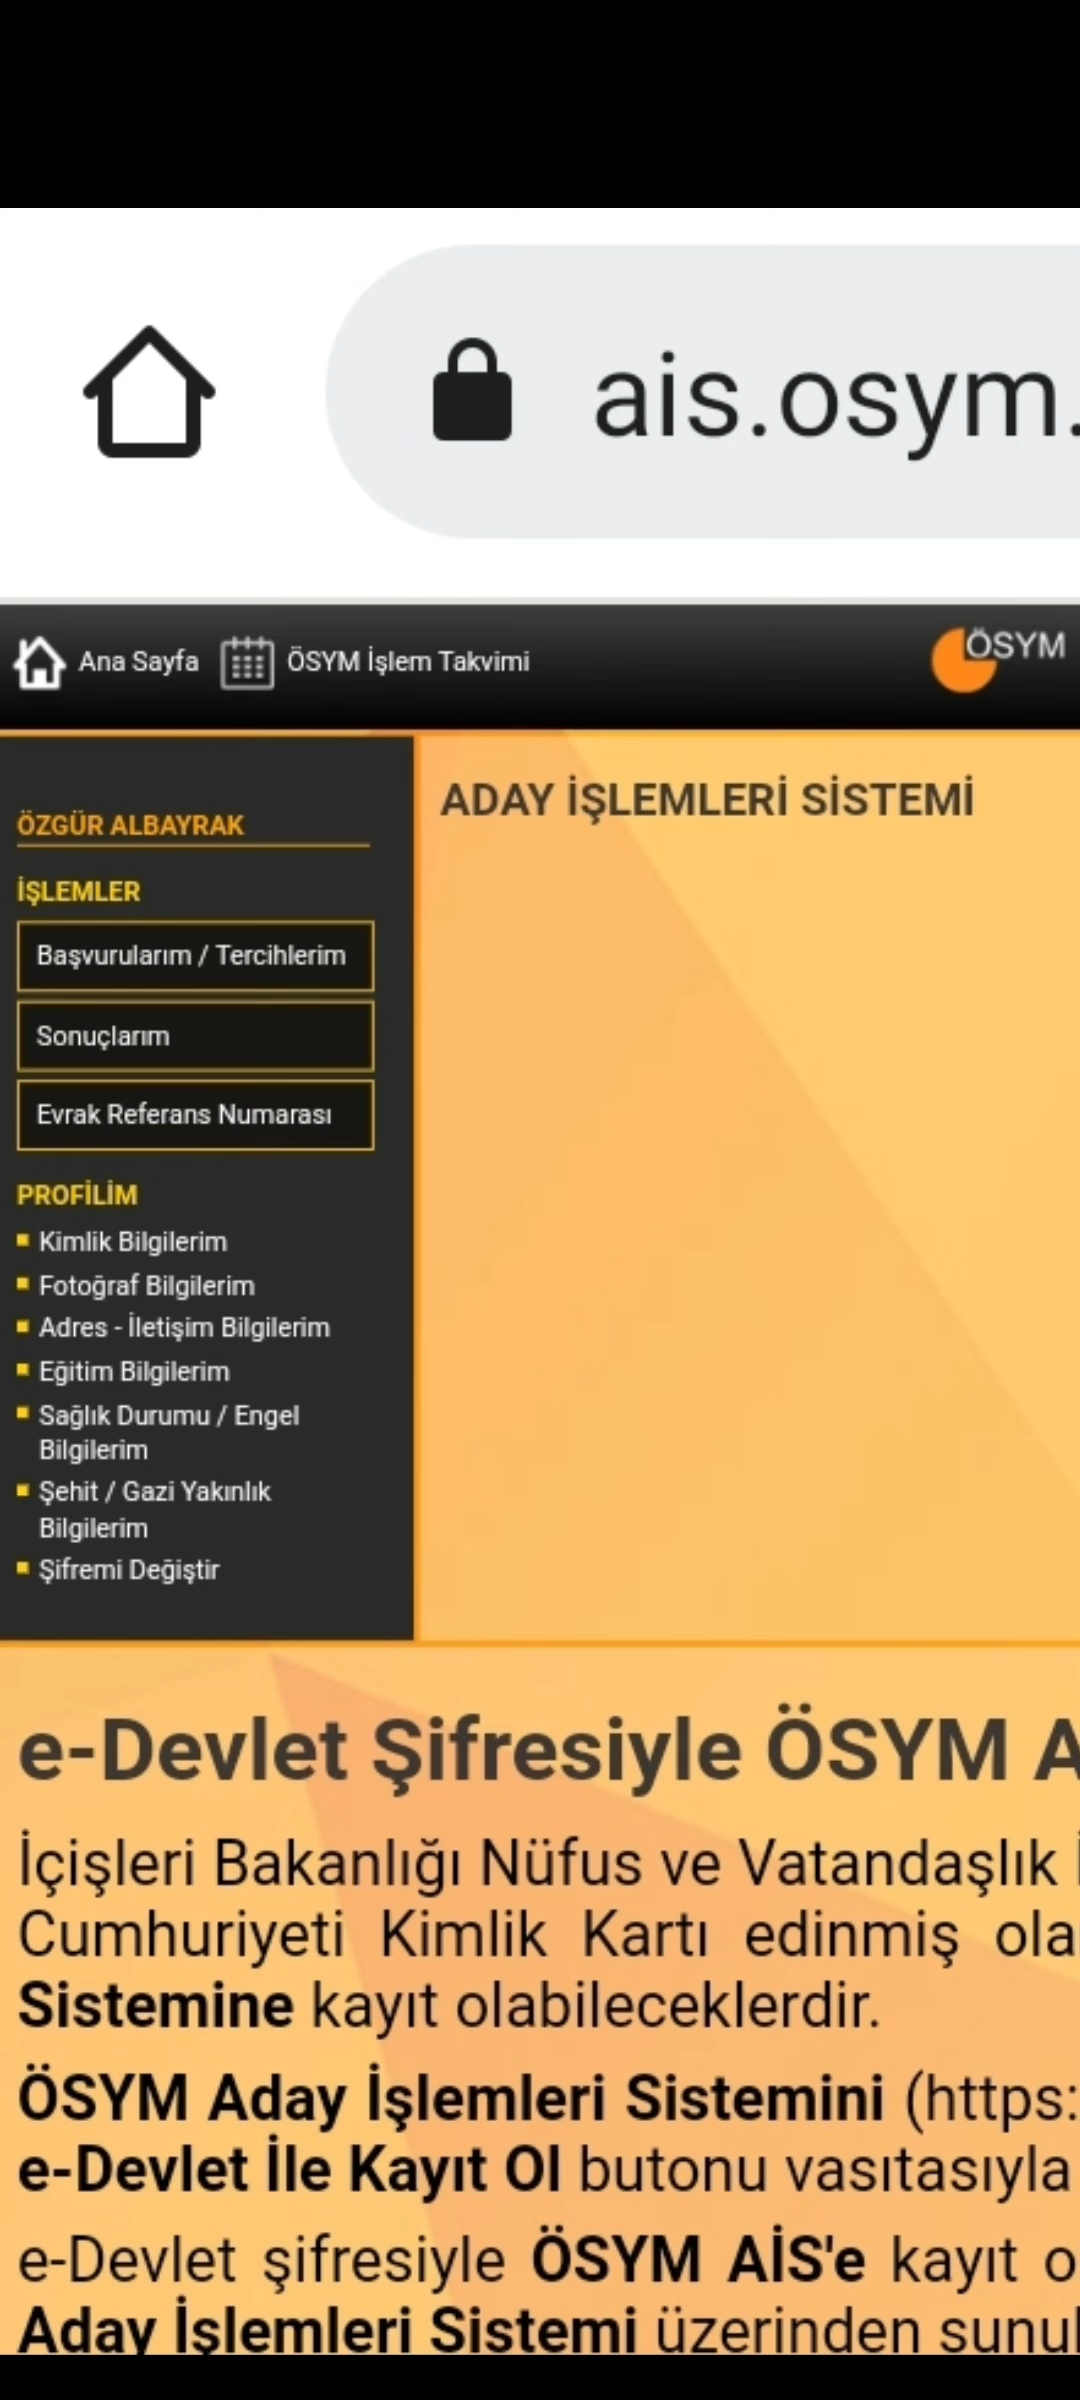 ais.osym.
Ana Sayfa
ÖSYM İşlem Takvimi
ÖSYM
ÖZGÜR ALBAYRAK
İŞLEMLER
Başvurularım / Tercihlerim
Sonuçlarım
Evrak Referans Numarası
PROFİLİM
Kimlik Bilgilerim
Fotoğraf Bilgilerim
Adres - İletişim Bilgilerim
Eğitim Bilgilerim
Sağlık Durumu / Engel
Bilgilerim
Şehit / Gazi Yakınlık
Bilgilerim
Şifremi Değiştir
ADAY İŞLEMLERİ SİSTEMİ
e-Devlet Şifresiyle ÖSYM A
İçişleri Bakanlığı Nüfus ve Vatandaşlık İ
Cumhuriyeti Kimlik Kartı edinmiş ola
Sistemine kayıt olabileceklerdir.
ÖSYM Aday İşlemleri Sistemini (https:
e-Devlet İle Kayıt Ol butonu vasıtasıyla
e-Devlet şifresiyle ÖSYM AİS'e kayıt o
Aday İşlemleri Sistemi üzerinden sunul